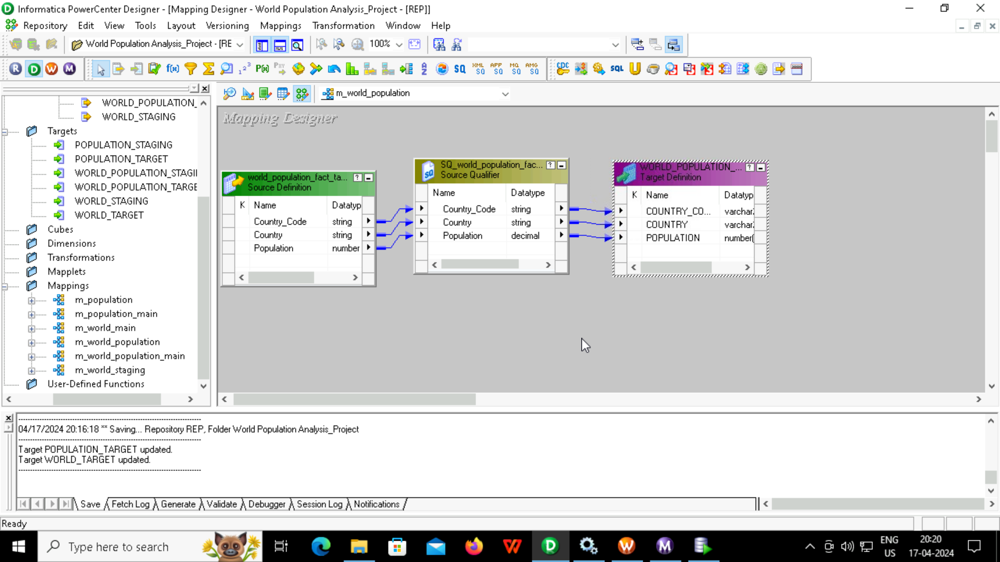 Informatica PowerCenter Designer - [Mapping Designer - World Population Analysis_Project - [REP]]
Repository Edit View Tools Layout Versioning Mappings Transformation Window Help
World Population Analysis_Project - [RE
100%
R D W M f(x) P(x) SQ XML SQ APP SQ MQ SQ AMG SQ CDC SQL
m_world_population
WORLD_POPULATION_
WORLD_STAGING
Targets
POPULATION_STAGING
POPULATION_TARGET
WORLD_POPULATION_STAGI
WORLD_POPULATION_TARGE
WORLD_STAGING
WORLD_TARGET
Cubes
Dimensions
Transformations
Mapplets
Mappings
m_population
m_population_main
m_world_main
m_world_population
m_world_population_main
m_world_staging
User-Defined Functions
Mapping Designer
world_population_fact_ta...
Source Definition
K Name Datatyp
Country_Code string
Country string
Population number
SQ_world_population_fac...
Source Qualifier
Name Datatype
Country_Code string
Country string
Population decimal
WORLD_POPULATION_...
Target Definition
K Name Datatyp
COUNTRY_CO... varchar
COUNTRY varchar
POPULATION number(
04/17/2024 20:16:18 ** Saving... Repository REP, Folder World Population Analysis_Project
Target POPULATION_TARGET updated.
Target WORLD_TARGET updated.
Save Fetch Log Generate Validate Debugger Session Log Notifications
Ready
Type here to search
ENG
US
20:20
17-04-2024